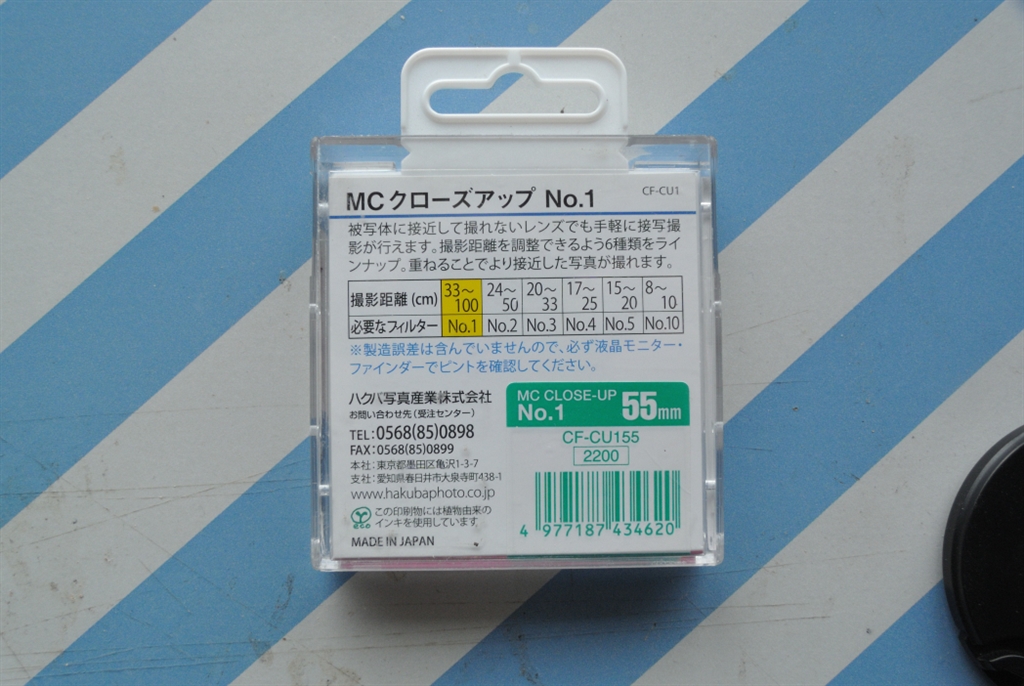 MC クローズアップ No.1
CF-CU1
被写体に接近して撮れないレンズでも手軽に接写撮
影が行えます。撮影距離を調整できるよう6種類をライ
ンナップ。重ねることでより接近した写真が撮れます。
撮影距離 (cm) 33〜100 24〜50 20〜33 17〜25 15〜20 8〜10
必要なフィルター No.1 No.2 No.3 No.4 No.5 No.10
※製造誤差は含んでいませんので、必ず液晶モニター・
ファインダーでピントを確認してください。
ハクバ写真産業株式会社
お問い合わせ先（受注センター）
TEL：0568(85)0898
FAX：0568(85)0899
本社：東京都墨田区亀沢1-3-7
支社：愛知県春日井市大泉寺町438-1
www.hakubaphoto.co.jp
eco
この印刷物には植物由来の
インキを使用しています
MADE IN JAPAN
MC CLOSE-UP
No.1 55mm
CF-CU155
2200
4 977187 434620